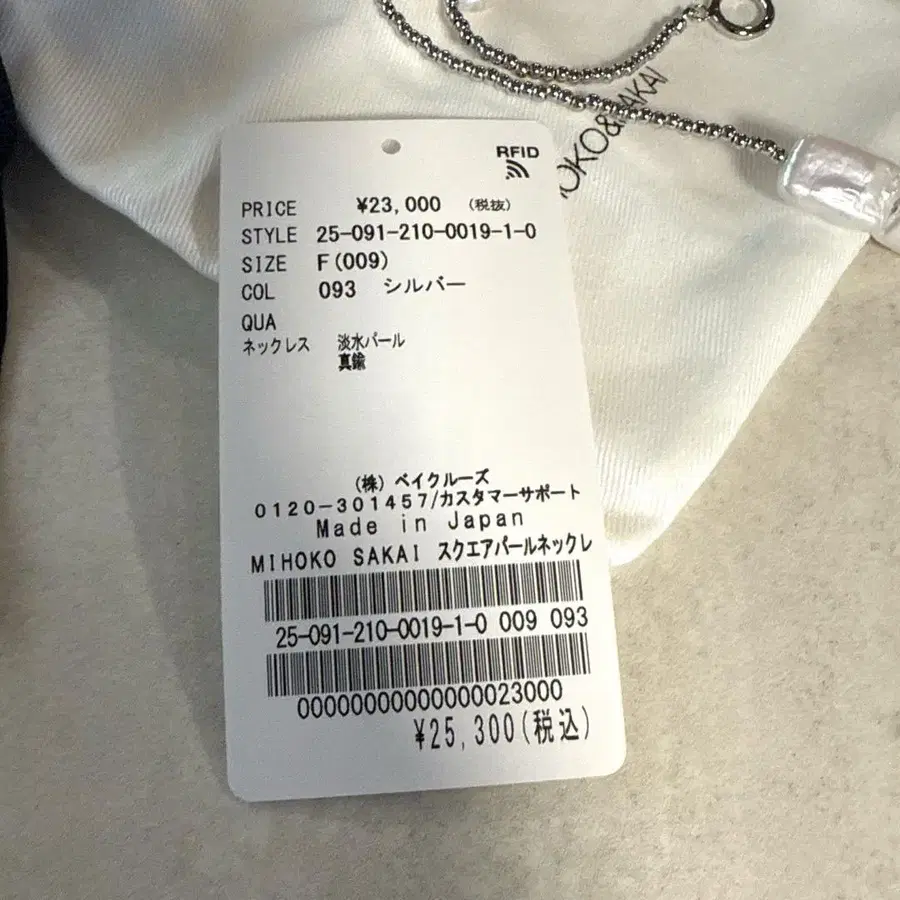 RFID
PRICE ¥23,000 (税抜)
STYLE 25-091-210-0019-1-0
SIZE F(009)
COL 093 シルバー
QUA
ネックレス 淡水パール
真鍮
(株) ベイクルーズ
0120-301457/カスタマーサポート
Made in Japan
MIHOKO SAKAI スクエアパールネックレ
25-091-210-0019-1-0 009 093
00000000000000023000
¥25,300(税込)